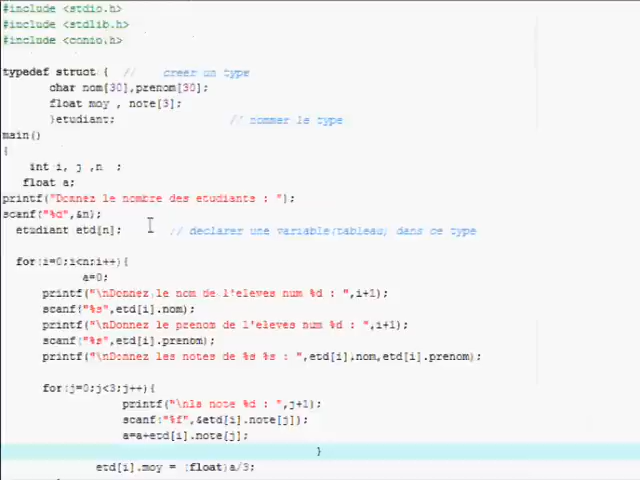 #include <stdio.h>
#include <stdlib.h>
#include <conio.h>
typedef struct {  //  creer un type
char nom[30],prenom[30];
float moy , note[3];
}etudiant;  // nommer le type
main()
{
int i, j ,n  ;
float a;
printf("Donnez le nombre des etudiants : ");
scanf("%d",&n);
etudiant etd[n];  // declarer une variable(tableau) dans ce type
for(i=0;i<n;i++){
a=0;
printf("\nDonnez le nom de l'eleves num %d : ",i+1);
scanf("%s",etd[i].nom);
printf("\nDonnez le prenom de l'eleves num %d : ",i+1);
scanf("%s",etd[i].prenom);
printf("\nDonnez les notes de %s %s : ",etd[i],nom,etd[i].prenom);
for(j=0;j<3;j++){
printf("\nla note %d : ",j+1);
scanf("%f",&etd[i].note[j]);
a=a+etd[i].note[j];
}
etd[i].moy = (float)a/3;